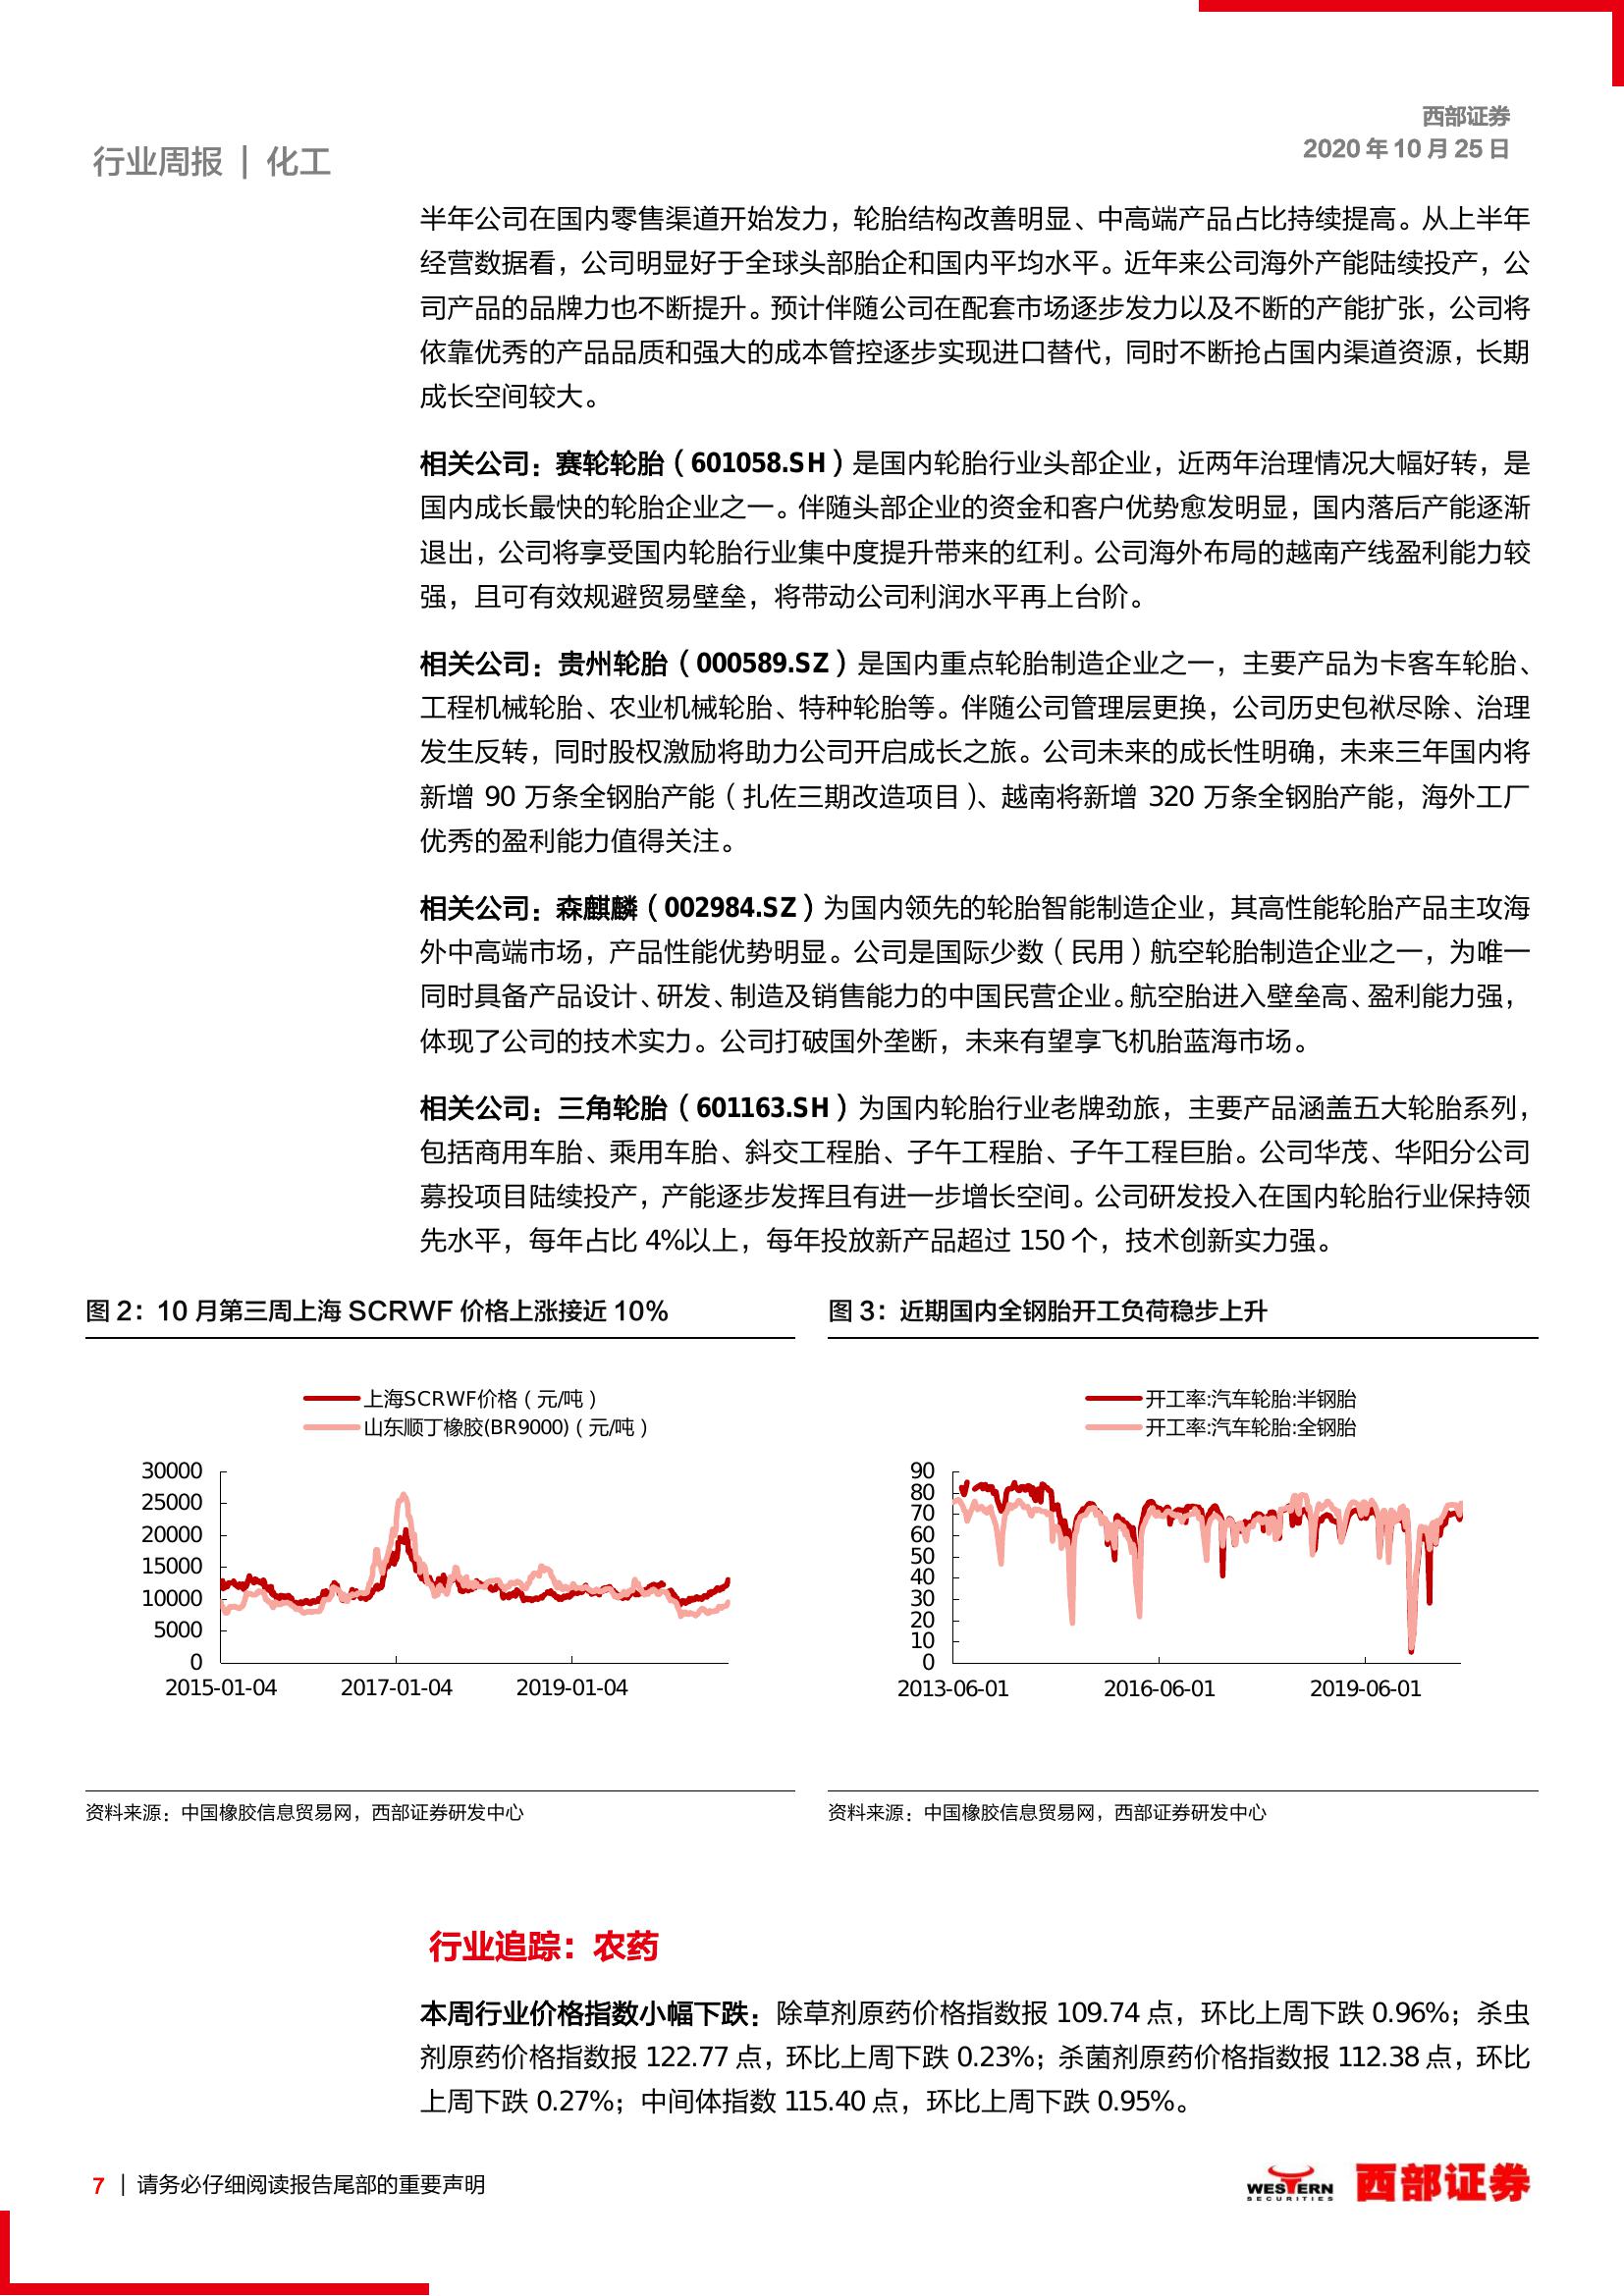 西部证券
2020 年 10 月 25 日
行业周报 | 化工
半年公司在国内零售渠道开始发力，轮胎结构改善明显、中高端产品占比持续提高。从上半年
经营数据看，公司明显好于全球头部胎企和国内平均水平。近年来公司海外产能陆续投产，公
司产品的品牌力也不断提升。预计伴随公司在配套市场逐步发力以及不断的产能扩张，公司将
依靠优秀的产品品质和强大的成本管控逐步实现进口替代，同时不断抢占国内渠道资源，长期
成长空间较大。
相关公司：赛轮轮胎（601058.SH）是国内轮胎行业头部企业，近两年治理情况大幅好转，是
国内成长最快的轮胎企业之一。伴随头部企业的资金和客户优势愈发明显，国内落后产能逐渐
退出，公司将享受国内轮胎行业集中度提升带来的红利。公司海外布局的越南产线盈利能力较
强，且可有效规避贸易壁垒，将带动公司利润水平再上台阶。
相关公司：贵州轮胎（000589.SZ）是国内重点轮胎制造企业之一，主要产品为卡客车轮胎、
工程机械轮胎、农业机械轮胎、特种轮胎等。伴随公司管理层更换，公司历史包袱尽除、治理
发生反转，同时股权激励将助力公司开启成长之旅。公司未来的成长性明确，未来三年国内将
新增 90 万条全钢胎产能（扎佐三期改造项目）、越南将新增 320 万条全钢胎产能，海外工厂
优秀的盈利能力值得关注。
相关公司：森麒麟（002984.SZ）为国内领先的轮胎智能制造企业，其高性能轮胎产品主攻海
外中高端市场，产品性能优势明显。公司是国际少数（民用）航空轮胎制造企业之一，为唯一
同时具备产品设计、研发、制造及销售能力的中国民营企业。航空胎进入壁垒高、盈利能力强，
体现了公司的技术实力。公司打破国外垄断，未来有望享飞机胎蓝海市场。
相关公司：三角轮胎（601163.SH）为国内轮胎行业老牌劲旅，主要产品涵盖五大轮胎系列，
包括商用车胎、乘用车胎、斜交工程胎、子午工程胎、子午工程巨胎。公司华茂、华阳分公司
募投项目陆续投产，产能逐步发挥且有进一步增长空间。公司研发投入在国内轮胎行业保持领
先水平，每年占比 4%以上，每年投放新产品超过 150 个，技术创新实力强。
图 2：10 月第三周上海 SCRWF 价格上涨接近 10%
上海SCRWF价格（元/吨）
山东顺丁橡胶(BR9000)（元/吨）
30000
25000
20000
15000
10000
5000
0
2015-01-04 2017-01-04 2019-01-04
资料来源：中国橡胶信息贸易网，西部证券研发中心
图 3：近期国内全钢胎开工负荷稳步上升
开工率:汽车轮胎:半钢胎
开工率:汽车轮胎:全钢胎
90
80
70
60
50
40
30
20
10
0
2013-06-01 2016-06-01 2019-06-01
资料来源：中国橡胶信息贸易网，西部证券研发中心
行业追踪：农药
本周行业价格指数小幅下跌：除草剂原药价格指数报 109.74 点，环比上周下跌 0.96%；杀虫
剂原药价格指数报 122.77 点，环比上周下跌 0.23%；杀菌剂原药价格指数报 112.38 点，环比
上周下跌 0.27%；中间体指数 115.40 点，环比上周下跌 0.95%。
7 | 请务必仔细阅读报告尾部的重要声明
WESTERN
SECURITIES
西部证券